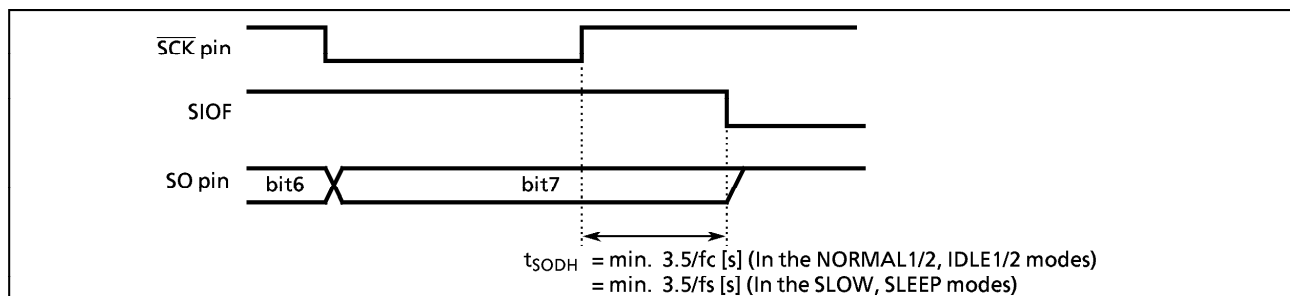 SCK pin
SIOF
SO pin bit6 bit7
tSODH = min. 3.5/fc [s] (In the NORMAL1/2, IDLE1/2 modes)
= min. 3.5/fs [s] (In the SLOW, SLEEP modes)